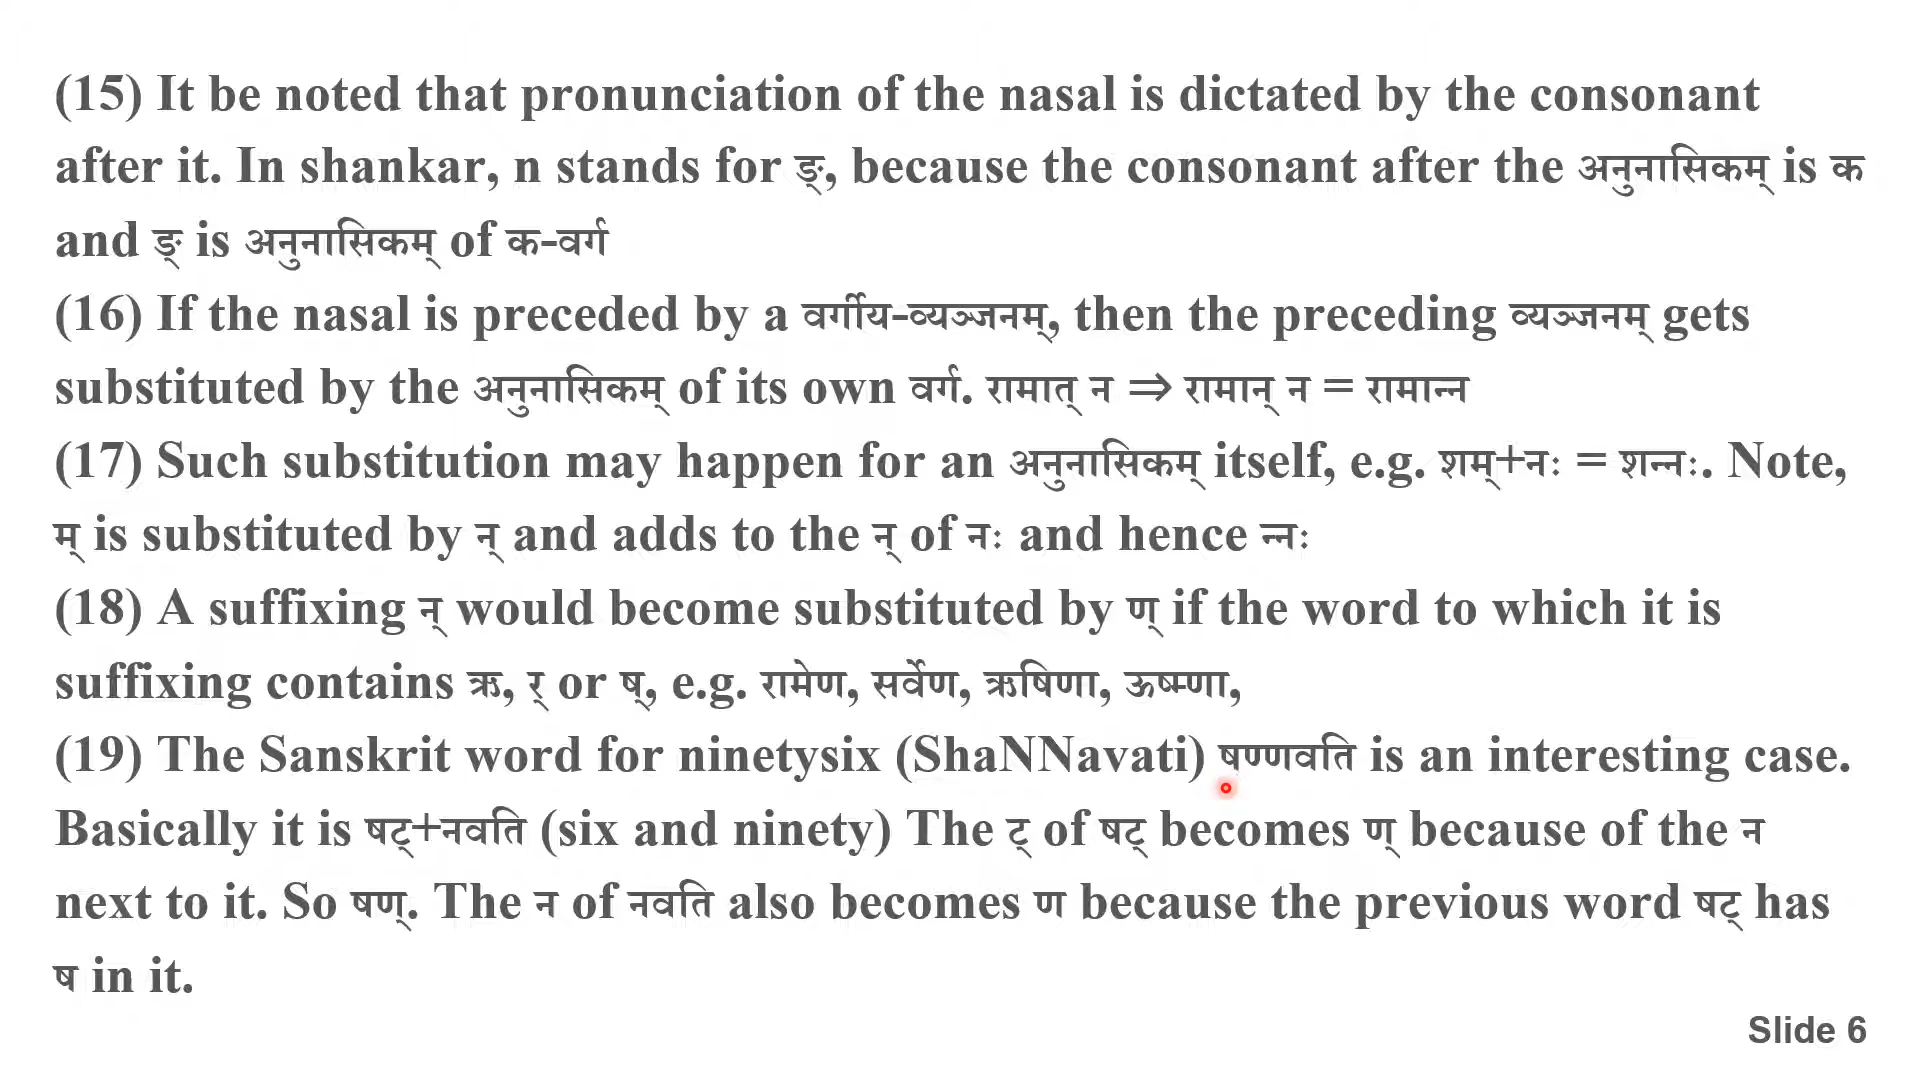 (15) It be noted that pronunciation of the nasal is dictated by the consonant
after it. In shankar, n stands for ङ्, because the consonant after the अनुनासिकम् is क
and ङ् is अनुनासिकम् of क-वर्ग
(16) If the nasal is preceded by a वर्गीय-व्यञ्जनम्, then the preceding व्यञ्जनम् gets
substituted by the अनुनासिकम् of its own वर्ग. रामात् न ⇒ रामान् न = रामान्न
(17) Such substitution may happen for an अनुनासिकम् itself, e.g. शम्+नः = शन्नः. Note,
म् is substituted by न् and adds to the न् of नः and hence न्नः
(18) A suffixing न् would become substituted by ण् if the word to which it is
suffixing contains ऋ, र् or ष्, e.g. रामेण, सर्वेण, ऋषिणा, ऊष्म्णा,
(19) The Sanskrit word for ninetysix (ShaNNavati) षण्णवति is an interesting case.
Basically it is षट्+नवति (six and ninety) The ट् of षट् becomes ण् because of the न
next to it. So षण्. The न of नवति also becomes ण because the previous word षट् has
ष in it.
Slide 6